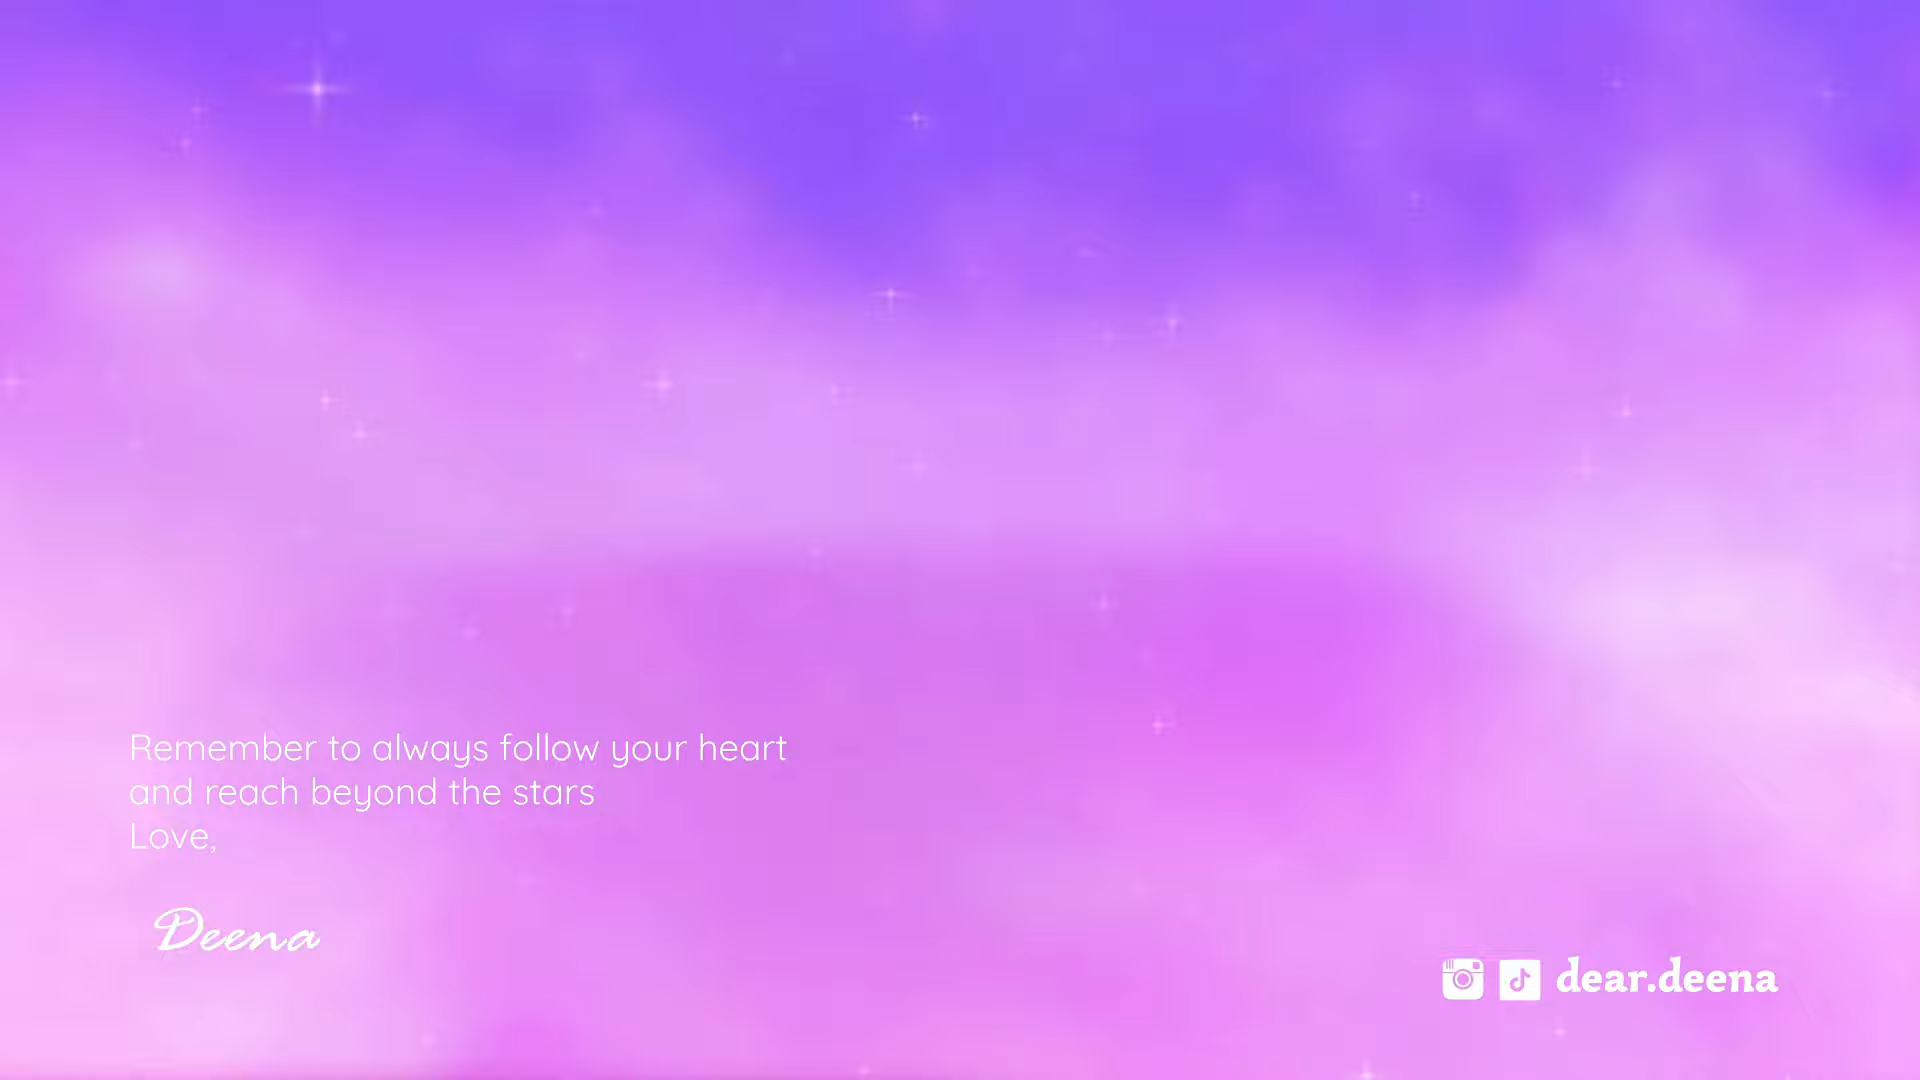 Remember to always follow your heart
and reach beyond the stars
Love,
Deena
dear.deena